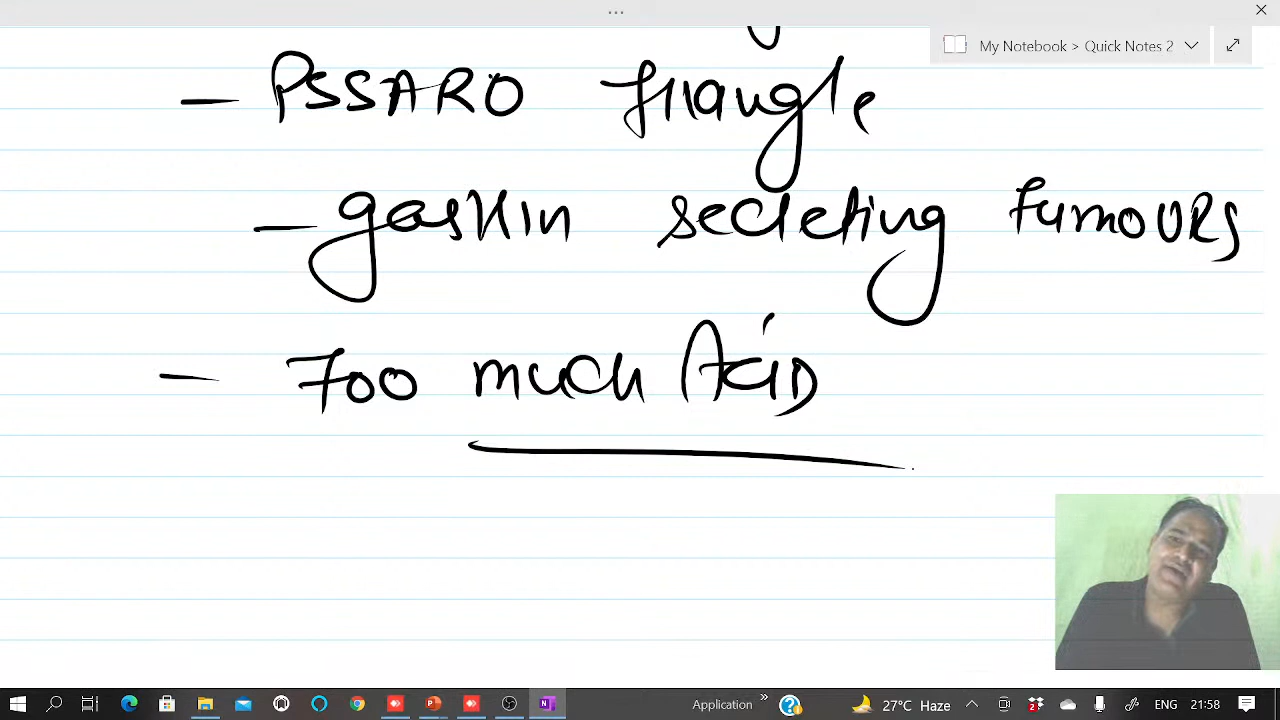 ...
My Notebook > Quick Notes 2
- PSSARO triangle
- gastrin secreting tumouRs
- Too much AciD
Application
»
27°C Haze
ENG
21:58